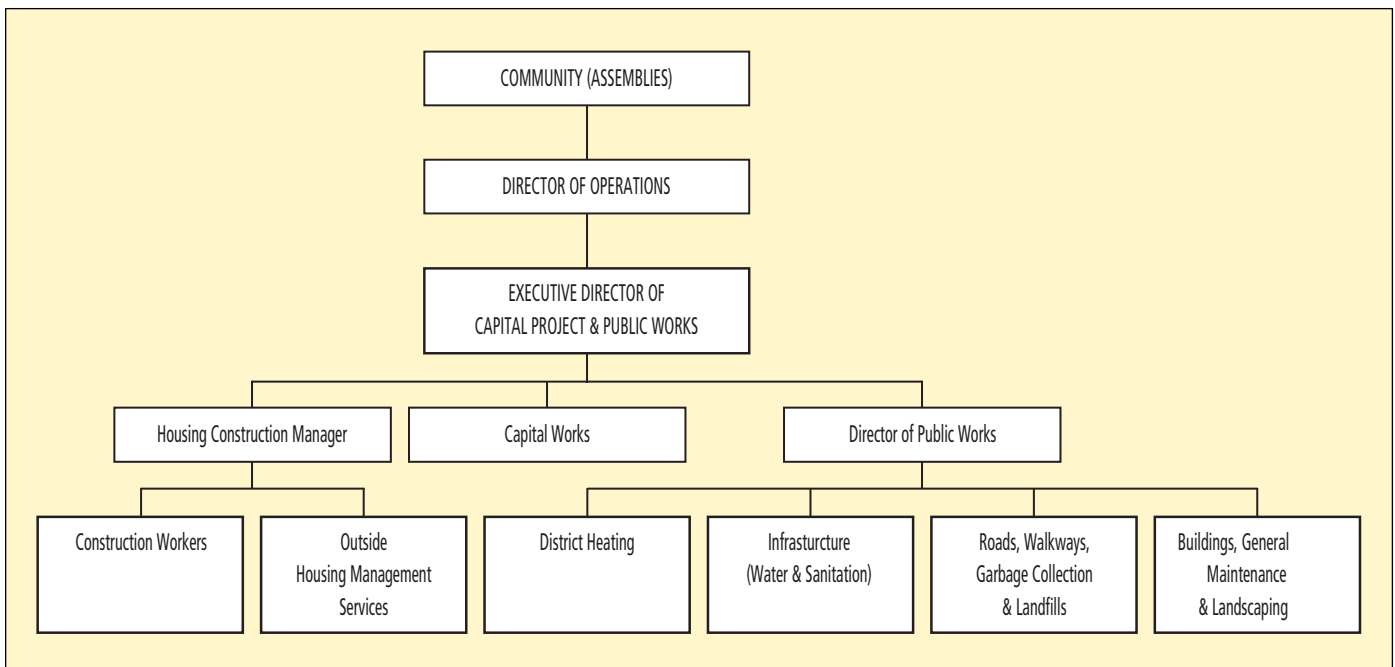 COMMUNITY (ASSEMBLIES)
DIRECTOR OF OPERATIONS
EXECUTIVE DIRECTOR OF
CAPITAL PROJECT & PUBLIC WORKS
Housing Construction Manager
Capital Works
Director of Public Works
Construction Workers
Outside
Housing Management
Services
District Heating
Infrasturcture
(Water & Sanitation)
Roads, Walkways,
Garbage Collection
& Landfills
Buildings, General
Maintenance
& Landscaping